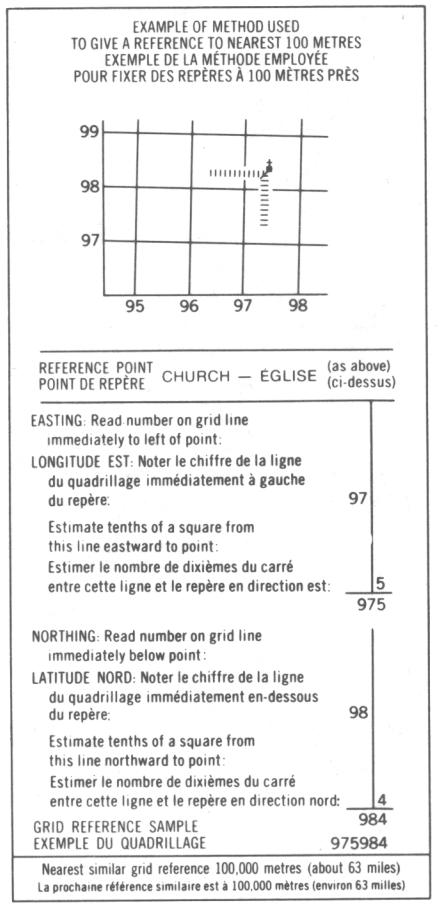 EXAMPLE OF METHOD USED
TO GIVE A REFERENCE TO NEAREST 100 METRES
EXEMPLE DE LA MÉTHODE EMPLOYÉE
POUR FIXER DES REPÈRES À 100 MÈTRES PRÈS
99
98
97
95 96 97 98
REFERENCE POINT
POINT DE REPÈRE
CHURCH — ÉGLISE
(as above)
(ci-dessus)
EASTING: Read number on grid line
immediately to left of point:
LONGITUDE EST: Noter le chiffre de la ligne
du quadrillage immédiatement à gauche
du repère: 97
Estimate tenths of a square from
this line eastward to point:
Estimer le nombre de dixièmes du carré
entre cette ligne et le repère en direction est: 5
975
NORTHING: Read number on grid line
immediately below point:
LATITUDE NORD: Noter le chiffre de la ligne
du quadrillage immédiatement en-dessous
du repère: 98
Estimate tenths of a square from
this line northward to point:
Estimer le nombre de dixièmes du carré
entre cette ligne et le repère en direction nord: 4
984
GRID REFERENCE SAMPLE
EXEMPLE DU QUADRILLAGE 975984
Nearest similar grid reference 100,000 metres (about 63 miles)
La prochaine référence similaire est à 100,000 mètres (environ 63 milles)